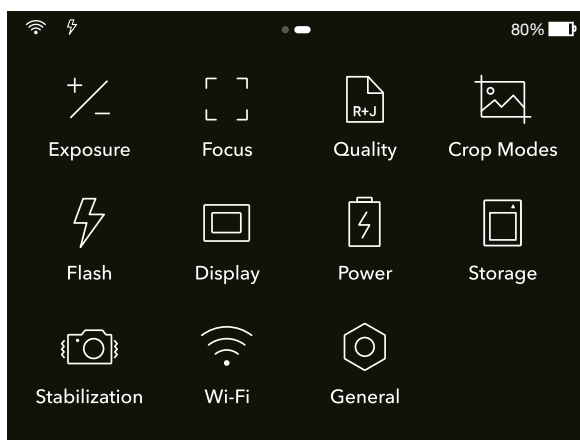 80%
Exposure Focus Quality Crop Modes
R+J
Flash Display Power Storage
Stabilization Wi-Fi General